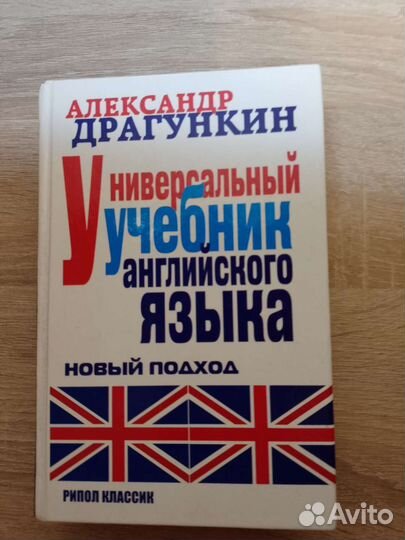 АЛЕКСАНДР
ДРАГУНКИН
Универсальный
учебник
английского
языка
НОВЫЙ ПОДХОД
РИПОЛ КЛАССИК
Avito